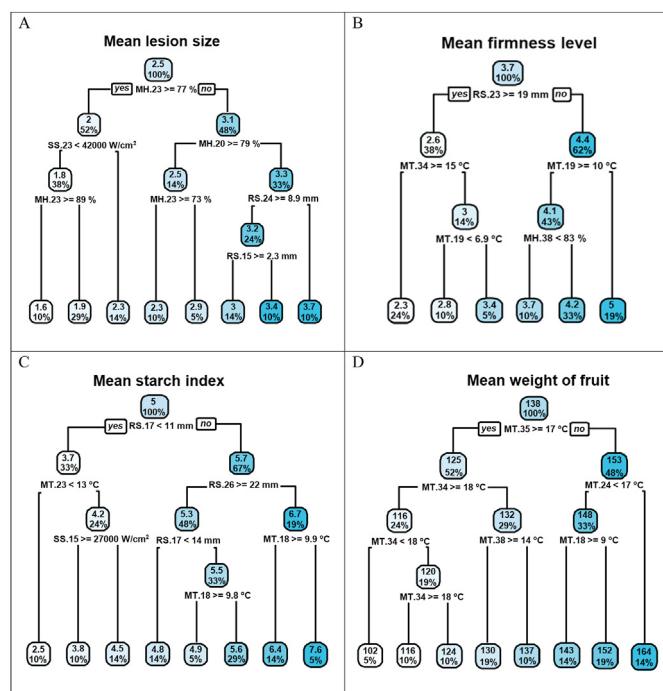 A
Mean lesion size
2.5
100%
yes MH.23 >= 77 % no
2
52%
3.1
48%
SS.23 < 42000 W/cm²
MH.20 >= 79 %
1.8
38%
2.5
14%
3.3
33%
MH.23 >= 89 %
MH.23 >= 73 %
RS.24 >= 8.9 mm
3.2
24%
RS.15 >= 2.3 mm
1.6 1.9 2.3 2.3 2.9 3 3.4 3.7
10% 29% 14% 10% 5% 14% 10% 10%
B
Mean firmness level
3.7
100%
yes RS.23 >= 19 mm no
2.6
38%
4.4
62%
MT.34 >= 15 ºC
MT.19 >= 10 ºC
3
14%
4.1
43%
MT.19 < 6.9 ºC
MH.38 < 83 %
2.3 2.8 3.4 3.7 4.2 5
24% 10% 5% 10% 33% 19%
C
Mean starch index
5
100%
yes RS.17 < 11 mm no
3.7
33%
5.7
67%
MT.23 < 13 ºC
RS.26 >= 22 mm
4.2
24%
5.3
48%
6.7
19%
SS.15 >= 27000 W/cm²
RS.17 < 14 mm
MT.18 >= 9.9 ºC
5.5
33%
MT.18 >= 9.8 ºC
2.5 3.8 4.5 4.8 4.9 5.6 6.4 7.6
10% 10% 14% 14% 5% 29% 14% 5%
D
Mean weight of fruit
138
100%
yes MT.35 >= 17 ºC no
125
52%
153
48%
MT.34 >= 18 ºC
MT.24 < 17 ºC
116
24%
132
29%
148
33%
MT.34 < 18 ºC
MT.38 >= 14 ºC
MT.18 >= 9 ºC
120
19%
MT.34 >= 18 ºC
102 116 124 130 137 143 152 164
5% 10% 10% 19% 10% 14% 19% 14%